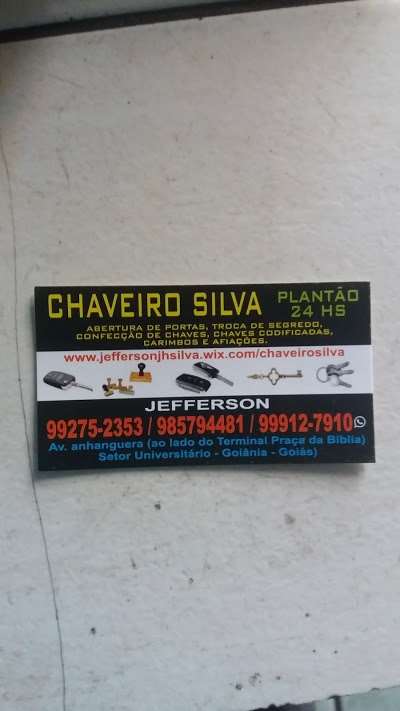 CHAVEIRO SILVA
PLANTÃO
24 HS
ABERTURA DE PORTAS, TROCA DE SEGREDO,
CONFECÇÃO DE CHAVES, CHAVES CODIFICADAS,
CARIMBOS E AFIAÇÕES.
www.jeffersonjhsilva.wix.com/chaveirosilva
JEFFERSON
99275-2353 / 985794481 / 99912-7910
Av. anhanguera (ao lado do Terminal Praça da Bíblia)
Setor Universitário - Goiânia - Goiás)